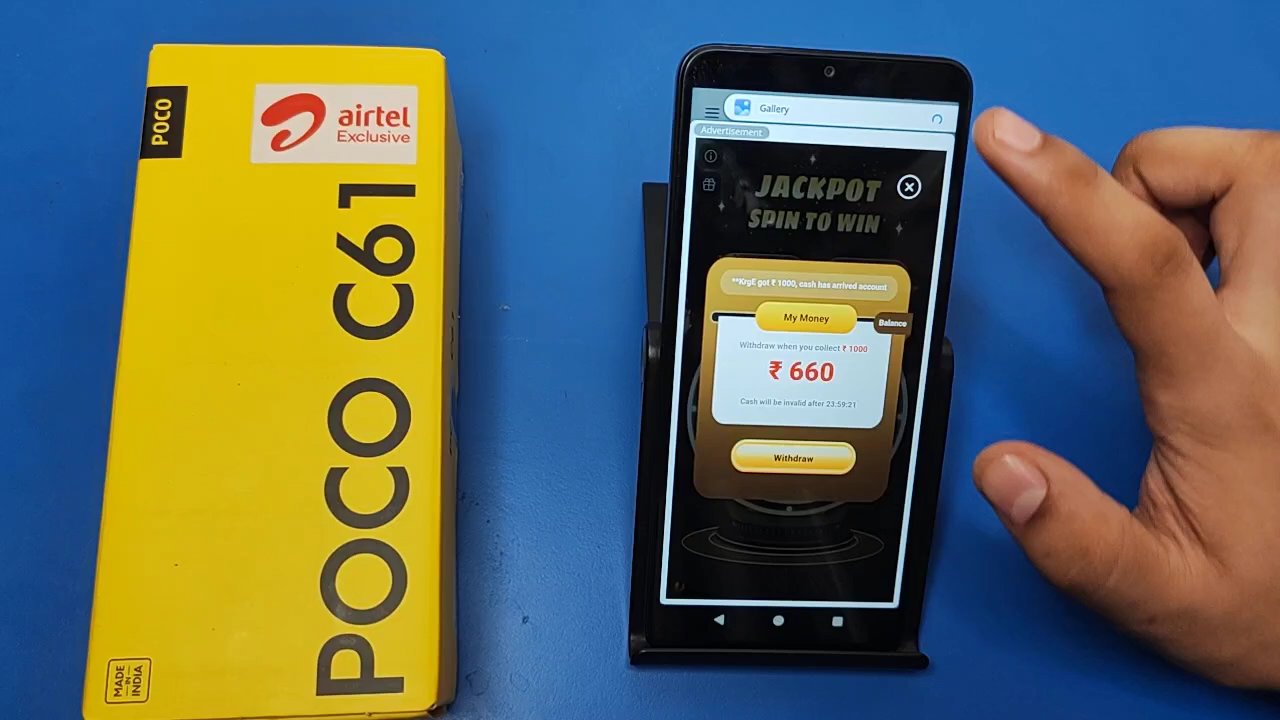 POCO
airtel
Exclusive
POCO C61
MADE
IN
INDIA
Gallery
Advertisement
JACKPOT
SPIN TO WIN
**KrgE got ₹ 1000, cash has arrived account
My Money
Balance
Withdraw when you collect ₹ 1000
₹ 660
Cash will be invalid after 23:59:21
Withdraw